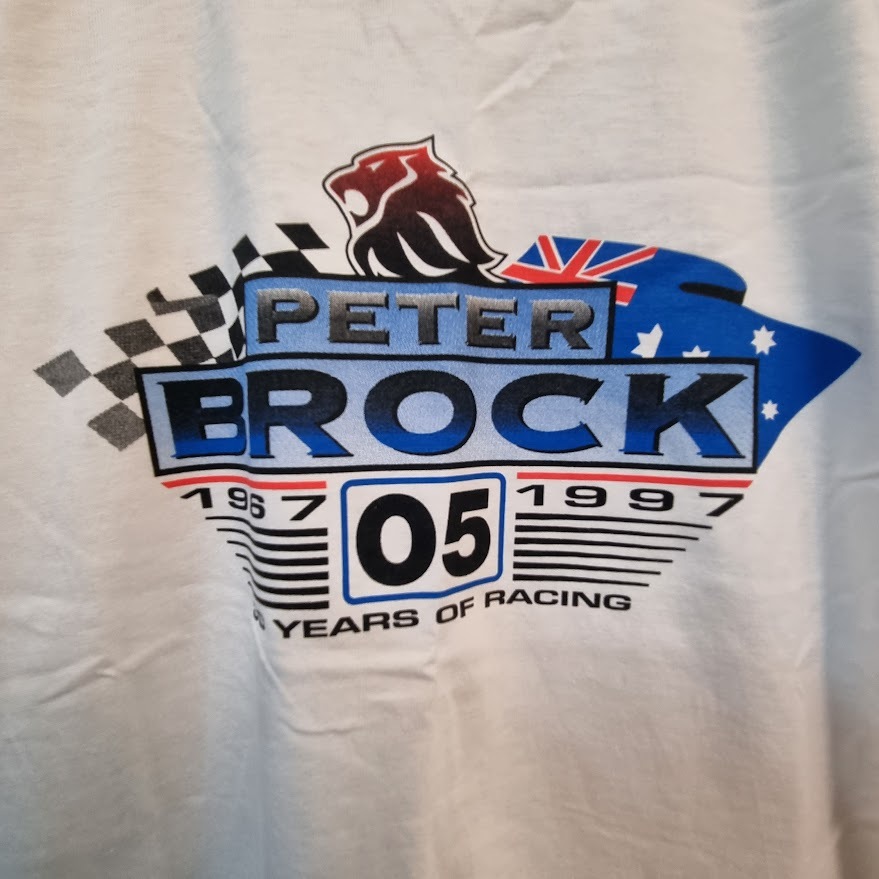 PETER
BROCK
1967 05 1997
YEARS OF RACING